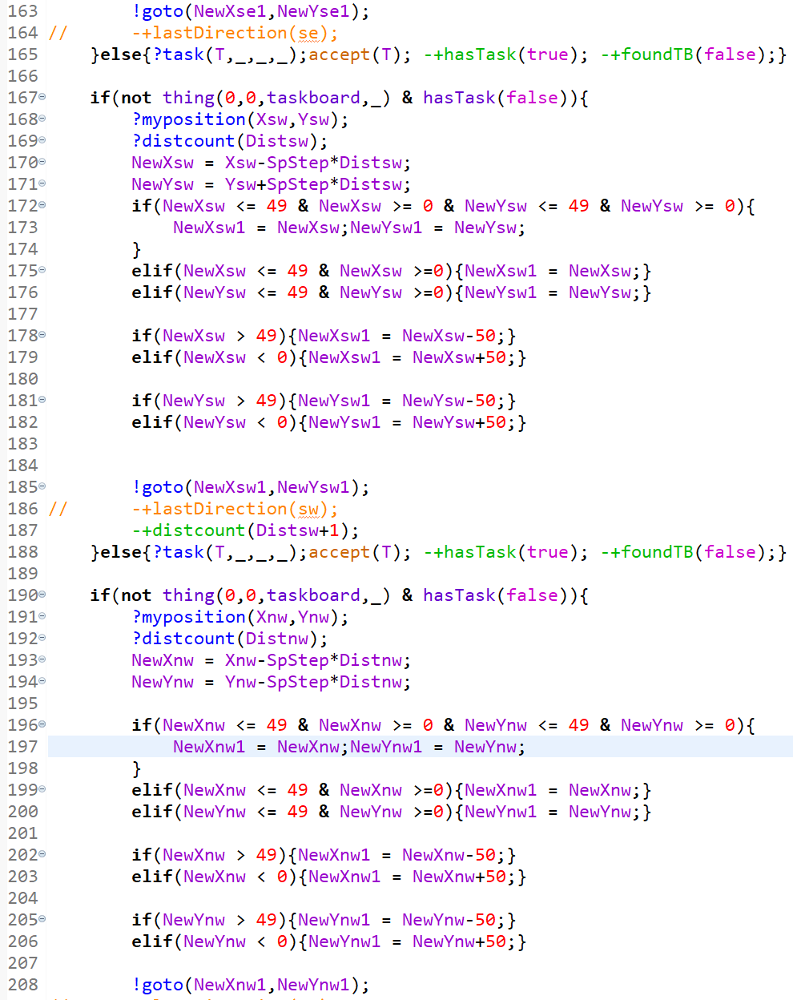 163         !goto(NewXse1,NewYse1);
164 //      -+lastDirection(se);
165     }else{?task(T,_,_,_);accept(T); -+hasTask(true); -+foundTB(false);}
166
167     if(not thing(0,0,taskboard,_) & hasTask(false)){
168         ?myposition(Xsw,Ysw);
169         ?distcount(Distsw);
170         NewXsw = Xsw-SpStep*Distsw;
171         NewYsw = Ysw+SpStep*Distsw;
172         if(NewXsw <= 49 & NewXsw >= 0 & NewYsw <= 49 & NewYsw >= 0){
173             NewXsw1 = NewXsw;NewYsw1 = NewYsw;
174         }
175         elif(NewXsw <= 49 & NewXsw >=0){NewXsw1 = NewXsw;}
176         elif(NewYsw <= 49 & NewYsw >=0){NewYsw1 = NewYsw;}
177
178         if(NewXsw > 49){NewXsw1 = NewXsw-50;}
179         elif(NewXsw < 0){NewXsw1 = NewXsw+50;}
180
181         if(NewYsw > 49){NewYsw1 = NewYsw-50;}
182         elif(NewYsw < 0){NewYsw1 = NewYsw+50;}
183
184
185         !goto(NewXsw1,NewYsw1);
186 //      -+lastDirection(sw);
187         -+distcount(Distsw+1);
188     }else{?task(T,_,_,_);accept(T); -+hasTask(true); -+foundTB(false);}
189
190     if(not thing(0,0,taskboard,_) & hasTask(false)){
191         ?myposition(Xnw,Ynw);
192         ?distcount(Distnw);
193         NewXnw = Xnw-SpStep*Distnw;
194         NewYnw = Ynw-SpStep*Distnw;
195
196         if(NewXnw <= 49 & NewXnw >= 0 & NewYnw <= 49 & NewYnw >= 0){
197             NewXnw1 = NewXnw;NewYnw1 = NewYnw;
198         }
199         elif(NewXnw <= 49 & NewXnw >=0){NewXnw1 = NewXnw;}
200         elif(NewYnw <= 49 & NewYnw >=0){NewYnw1 = NewYnw;}
201
202         if(NewXnw > 49){NewXnw1 = NewXnw-50;}
203         elif(NewXnw < 0){NewXnw1 = NewXnw+50;}
204
205         if(NewYnw > 49){NewYnw1 = NewYnw-50;}
206         elif(NewYnw < 0){NewYnw1 = NewYnw+50;}
207
208         !goto(NewXnw1,NewYnw1);